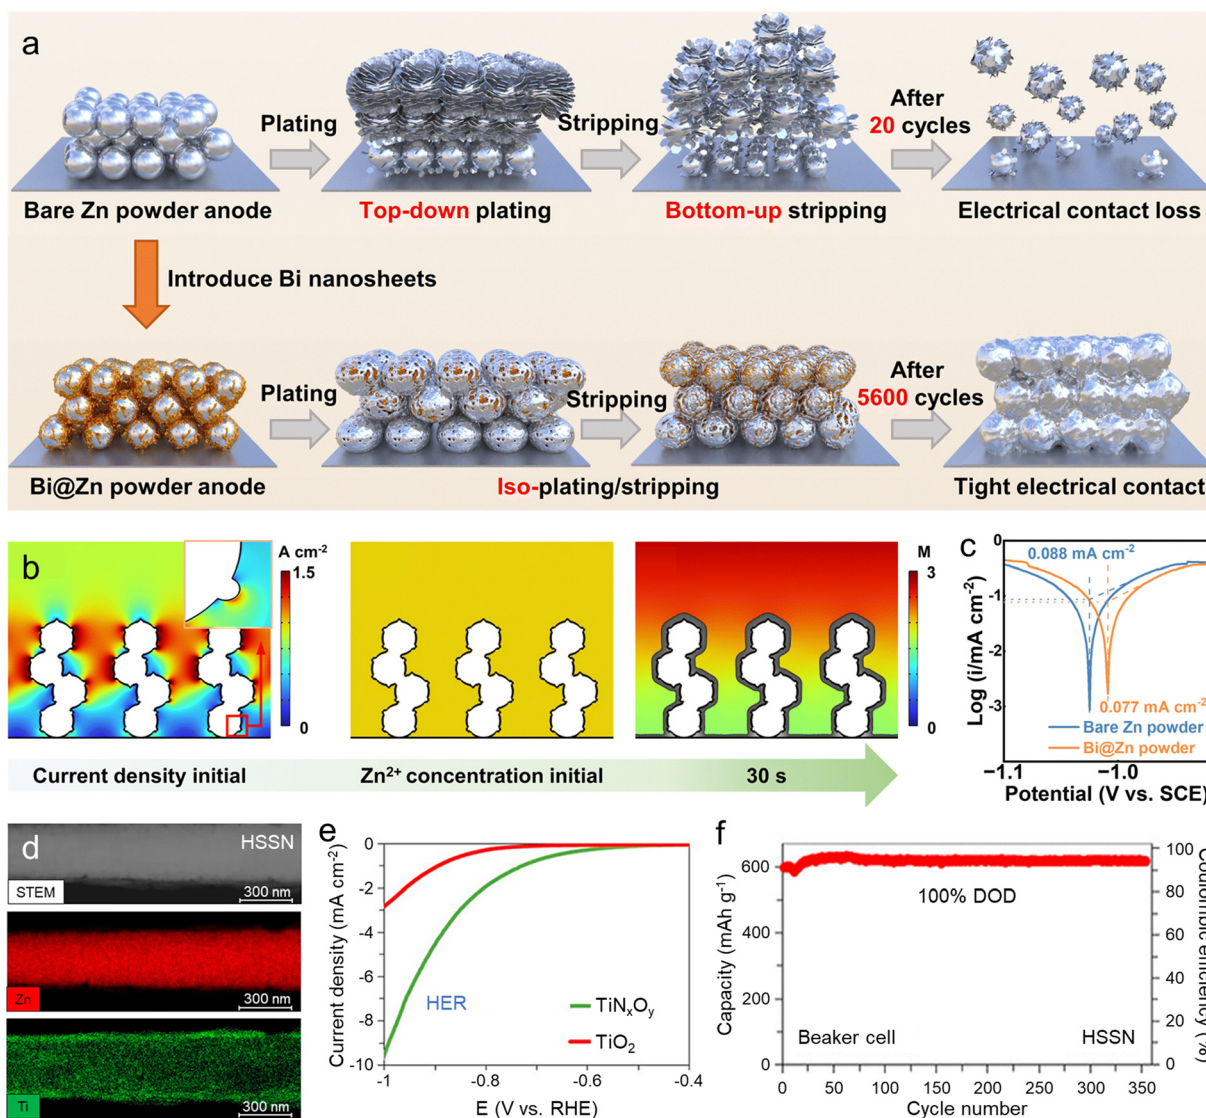 a
Plating
Stripping
After
20 cycles
Bare Zn powder anode
Top-down plating
Bottom-up stripping
Electrical contact loss
Introduce Bi nanosheets
Plating
Stripping
After
5600 cycles
Bi@Zn powder anode
Iso-plating/stripping
Tight electrical contact
b
A cm⁻²
1.5
0
M
3
0
Current density initial
Zn²⁺ concentration initial
30 s
c
0.088 mA cm⁻²
0.077 mA cm⁻²
Bare Zn powder
Bi@Zn powder
Log (i/mA cm⁻²)
0
-1
-2
-3
−1.1
−1.0
Potential (V vs. SCE)
d
HSSN
STEM
300 nm
Zn
300 nm
Ti
300 nm
e
Current density (mA cm⁻²)
0
-2
-4
-6
-8
-10
HER
TiNₓOᵧ
TiO₂
-1
-0.8
-0.6
-0.4
E (V vs. RHE)
f
Capacity (mAh g⁻¹)
600
400
200
0
100% DOD
Beaker cell
HSSN
100
80
60
40
20
0
Coulombic efficiency (%)
0
50
100
150
200
250
300
350
Cycle number